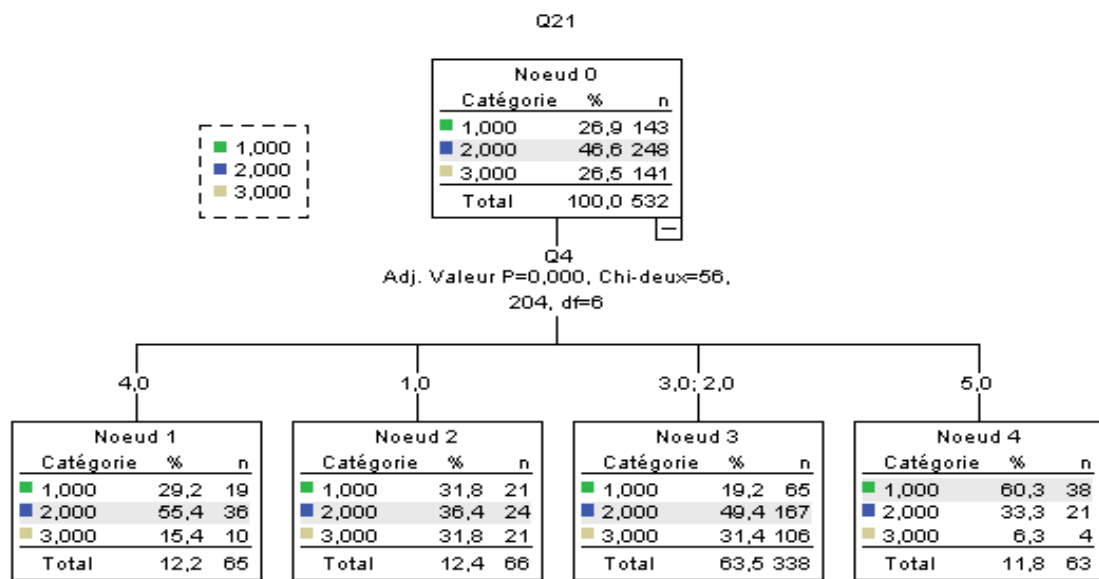 Q21
Noeud 0
Catégorie % n
1,000 26,9 143
2,000 46,6 248
3,000 26,5 141
Total 100,0 532
1,000
2,000
3,000
Q4
Adj. Valeur P=0,000, Chi-deux=56,
204, df=6
4,0
1,0
3,0; 2,0
5,0
Noeud 1
Catégorie % n
1,000 29,2 19
2,000 55,4 36
3,000 15,4 10
Total 12,2 65
Noeud 2
Catégorie % n
1,000 31,8 21
2,000 36,4 24
3,000 31,8 21
Total 12,4 66
Noeud 3
Catégorie % n
1,000 19,2 65
2,000 49,4 167
3,000 31,4 106
Total 63,5 338
Noeud 4
Catégorie % n
1,000 60,3 38
2,000 33,3 21
3,000 6,3 4
Total 11,8 63